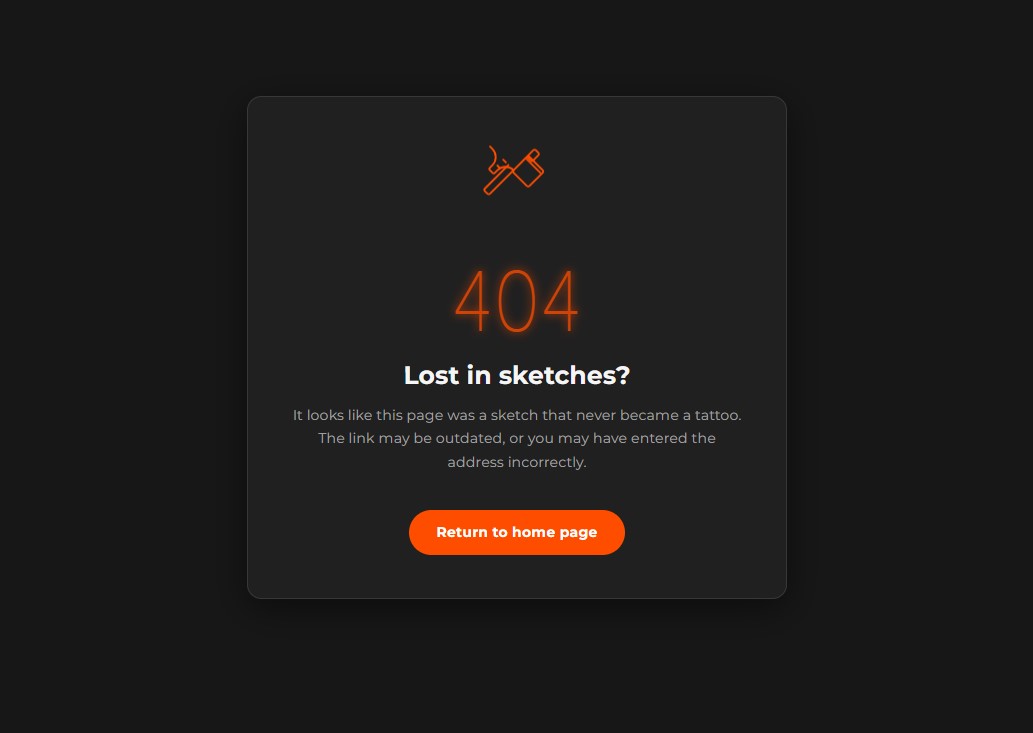 404
Lost in sketches?
It looks like this page was a sketch that never became a tattoo.
The link may be outdated, or you may have entered the
address incorrectly.
Return to home page